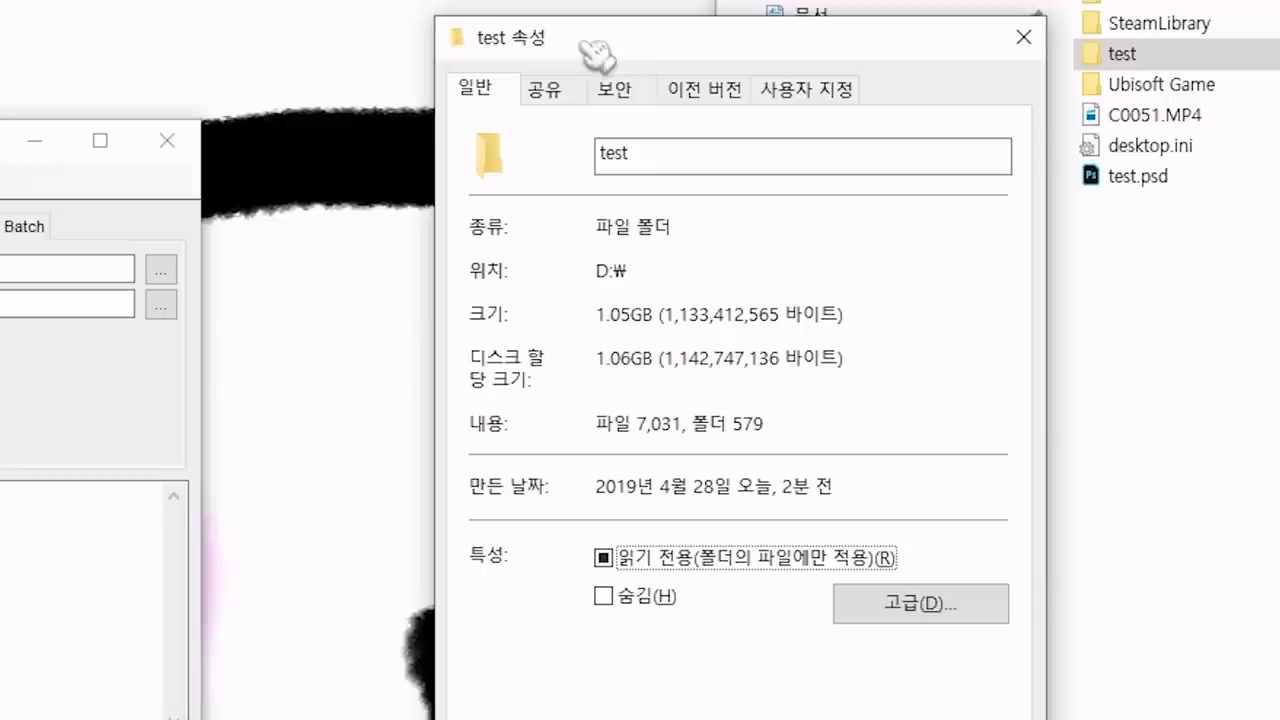 문서
test 속성
일반
공유
보안
이전 버전
사용자 지정
test
종류:
파일 폴더
위치:
D:₩
크기:
1.05GB (1,133,412,565 바이트)
디스크 할
당 크기:
1.06GB (1,142,747,136 바이트)
내용:
파일 7,031, 폴더 579
만든 날짜:
2019년 4월 28일 오늘, 2분 전
특성:
읽기 전용(폴더의 파일에만 적용)(R)
숨김(H)
고급(D)...
Batch
...
...
SteamLibrary
test
Ubisoft Game
C0051.MP4
desktop.ini
Ps test.psd